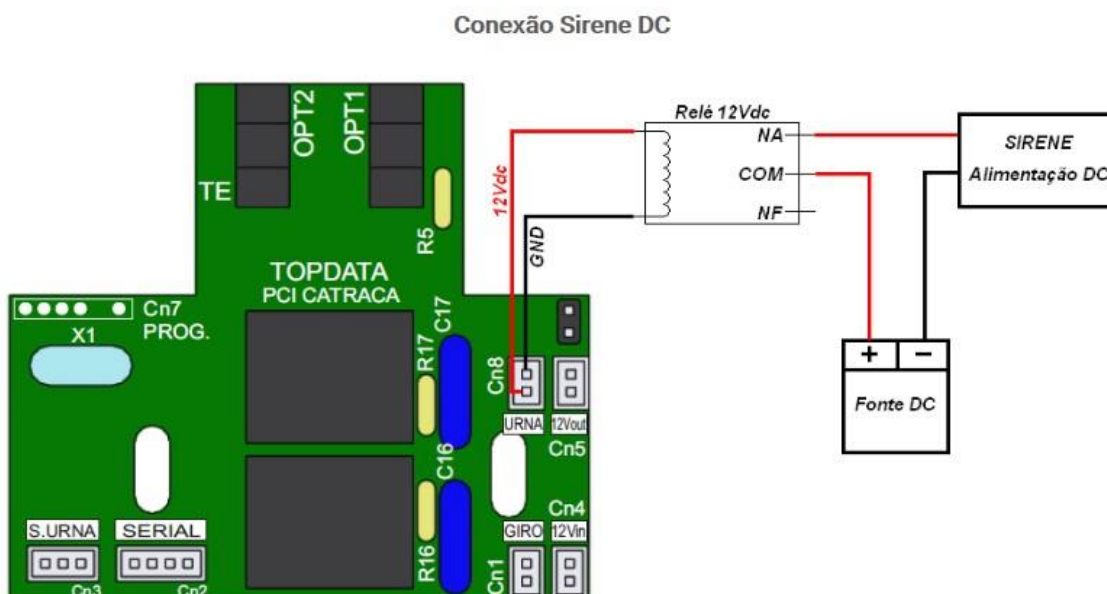 Conexão Sirene DC
OPT2
OPT1
TE
R5
TOPDATA
PCI CATRACA
Cn7
PROG.
X1
R17
C17
Cn8
URNA
12Vout
Cn5
C16
R16
Cn4
GIRO
12Vin
Cn1
S.URNA
SERIAL
Cn3
Cn2
12Vdc
GND
Relé 12Vdc
NA
COM
NF
SIRENE
Alimentação DC
+ -
Fonte DC